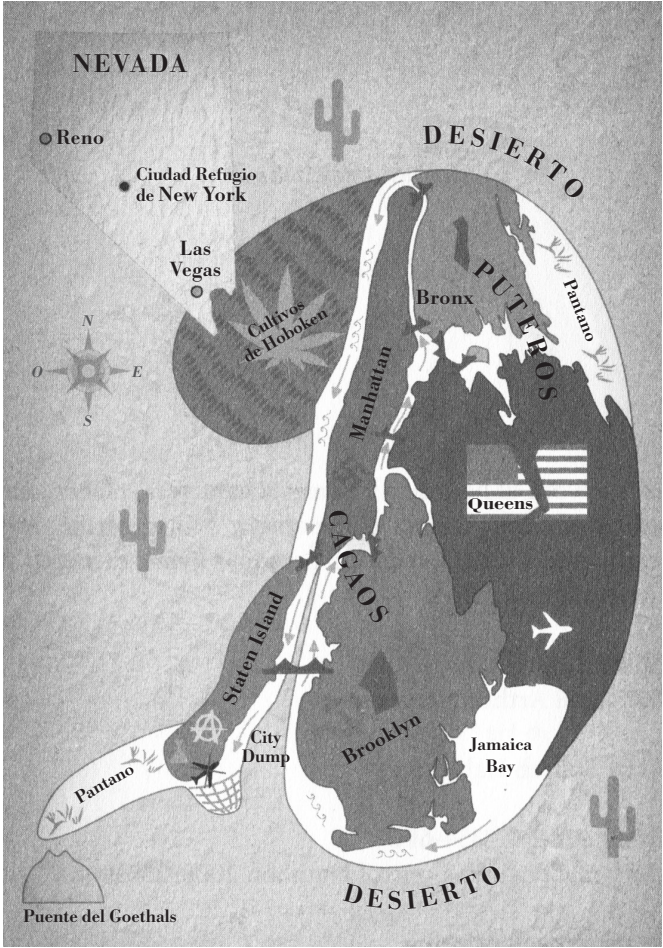 NEVADA
Reno
Ciudad Refugio
de New York
Las
Vegas
DESIERTO
N
O
E
S
Cultivos
de Hoboken
Bronx
PUTEROS
Pantano
Manhattan
Queens
CAGAOS
Staten Island
City
Dump
Brooklyn
Jamaica
Bay
Pantano
DESIERTO
Puente del Goethals